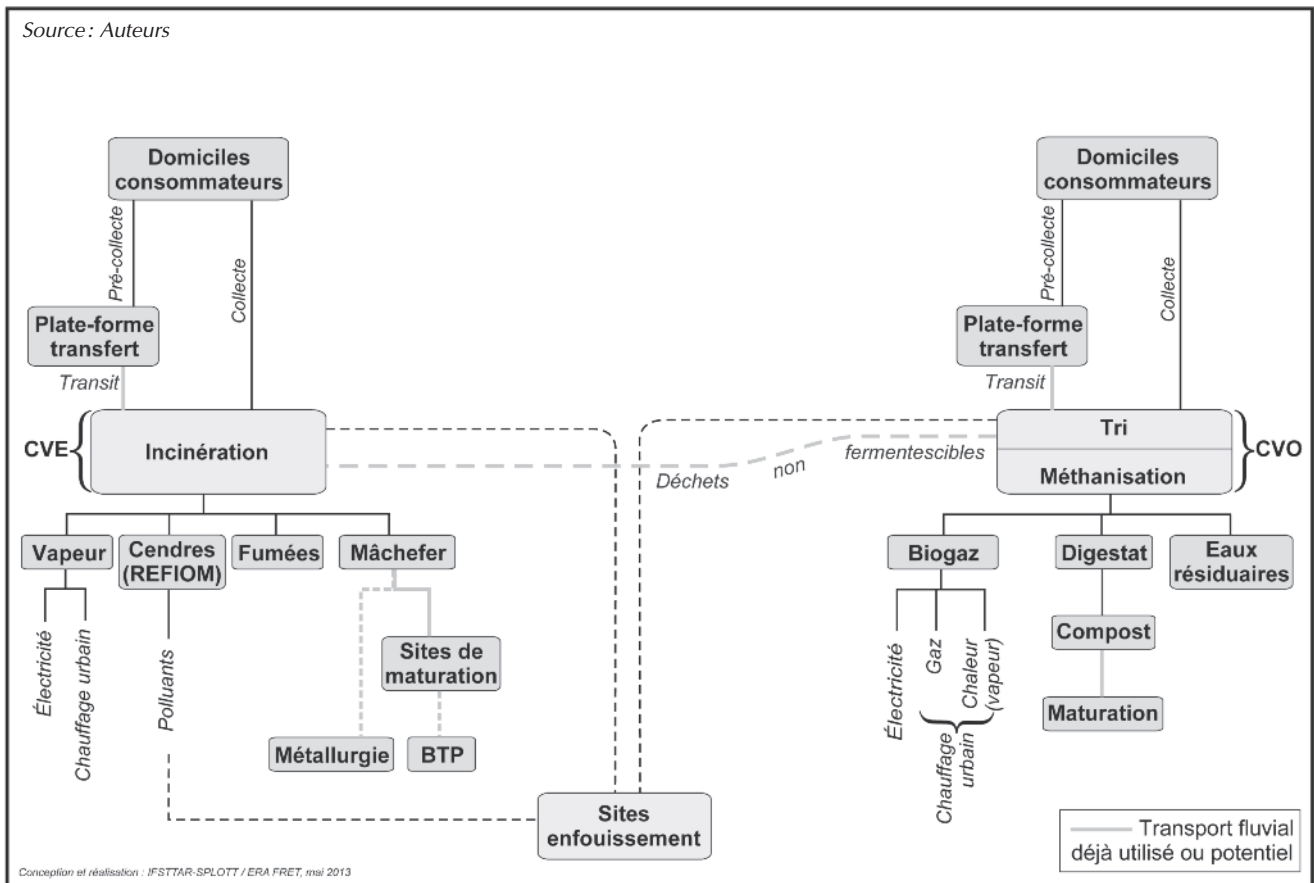 Source : Auteurs
Domiciles
consommateurs
Pré-collecte
Collecte
Plate-forme
transfert
Transit
CVE
Incinération
Vapeur
Cendres
(REFIOM)
Fumées
Mâchefer
Électricité
Chauffage urbain
Polluants
Sites de
maturation
Métallurgie
BTP
Déchets
non
fermentescibles
Domiciles
consommateurs
Pré-collecte
Collecte
Plate-forme
transfert
Transit
Tri
Méthanisation
CVO
Biogaz
Digestat
Eaux
résiduaires
Électricité
Gaz
Chaleur
(vapeur)
Chauffage
urbain
Compost
Maturation
Sites
enfouissement
Transport fluvial
déjà utilisé ou potentiel
Conception et réalisation : IFSTTAR-SPLOTT / ERA FRET, mai 2013